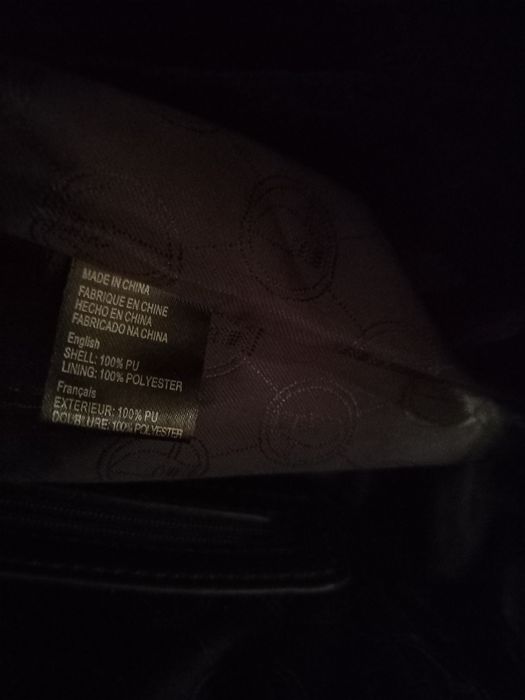 MADE IN CHINA
FABRIQUE EN CHINE
HECHO EN CHINA
FABRICADO NA CHINA
English
SHELL: 100% PU
LINING: 100% POLYESTER
Français
EXTERIEUR: 100% PU
DOUBLURE: 100% POLYESTER